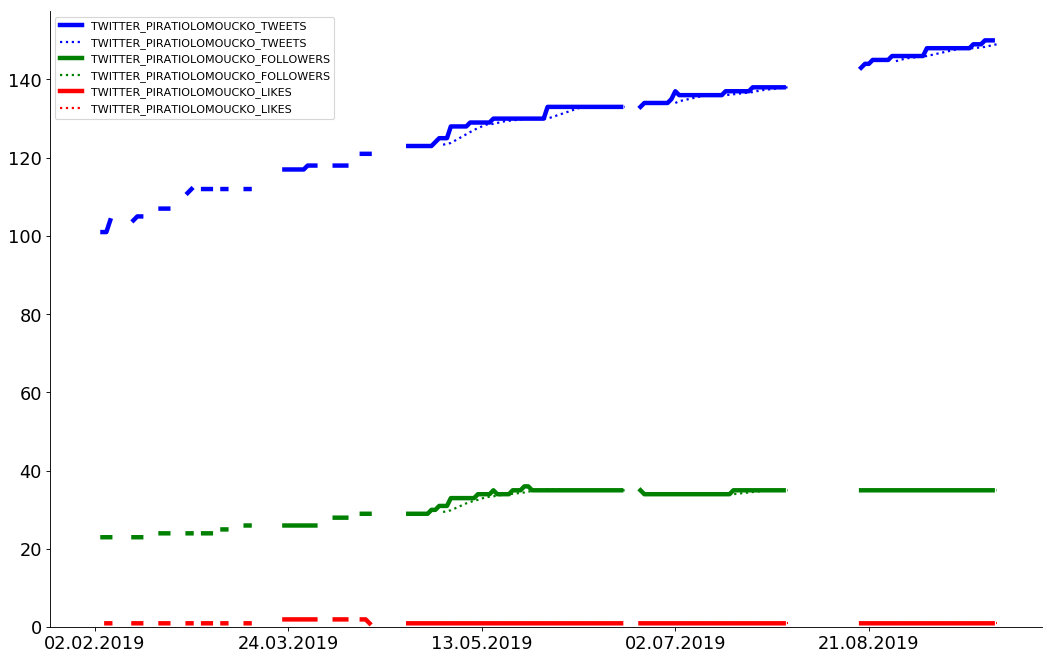 TWITTER_PIRATIOLOMOUCKO_TWEETS
TWITTER_PIRATIOLOMOUCKO_TWEETS
TWITTER_PIRATIOLOMOUCKO_FOLLOWERS
TWITTER_PIRATIOLOMOUCKO_FOLLOWERS
TWITTER_PIRATIOLOMOUCKO_LIKES
TWITTER_PIRATIOLOMOUCKO_LIKES
140
120
100
80
60
40
20
0
02.02.2019 24.03.2019 13.05.2019 02.07.2019 21.08.2019